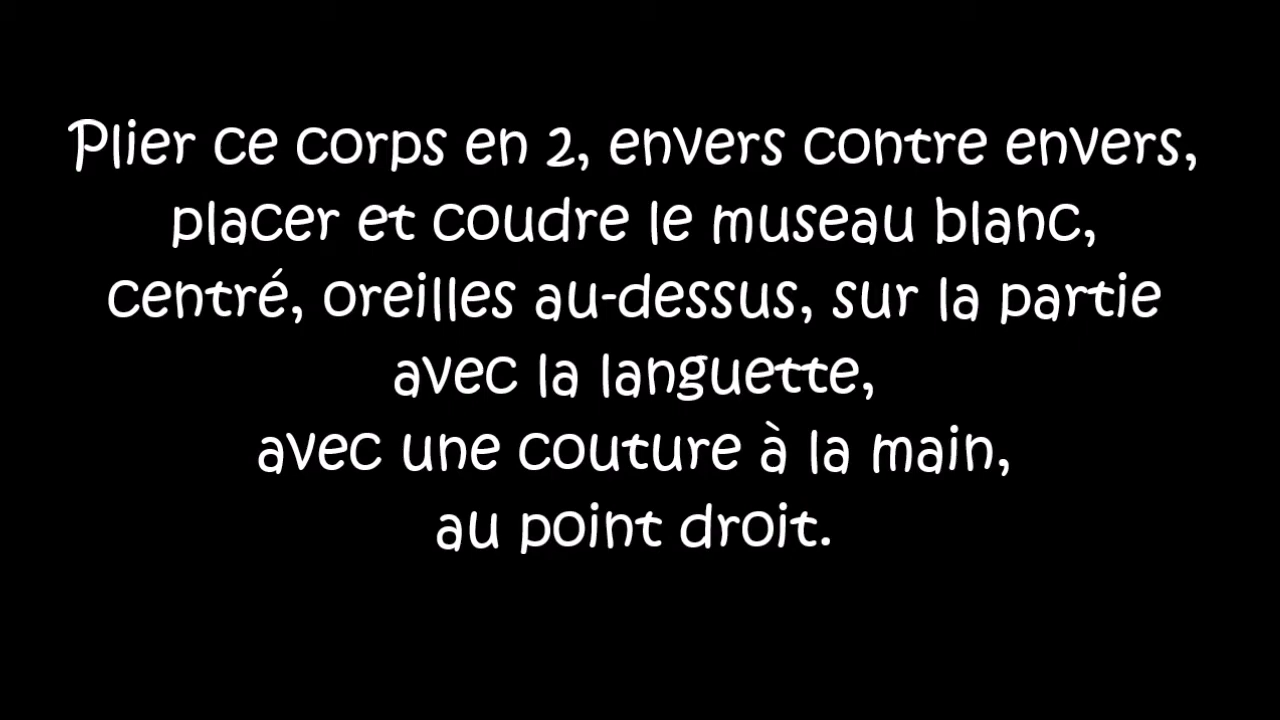 Plier ce corps en 2, envers contre envers,
placer et coudre le museau blanc,
centré, oreilles au-dessus, sur la partie
avec la languette,
avec une couture à la main,
au point droit.